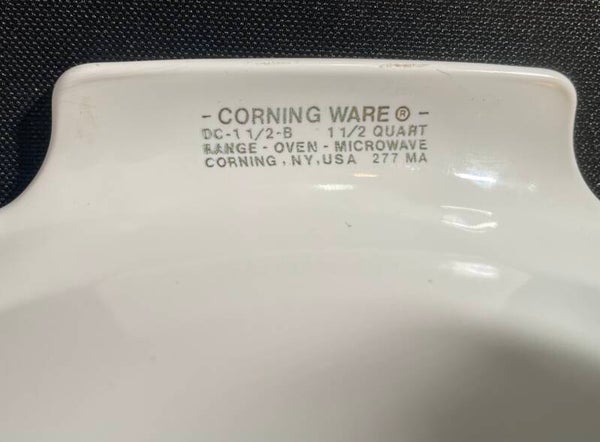 - CORNING WARE ® -
DC-1 1/2-B 1 1/2 QUART
RANGE - OVEN - MICROWAVE
CORNING, NY, USA 277 MA